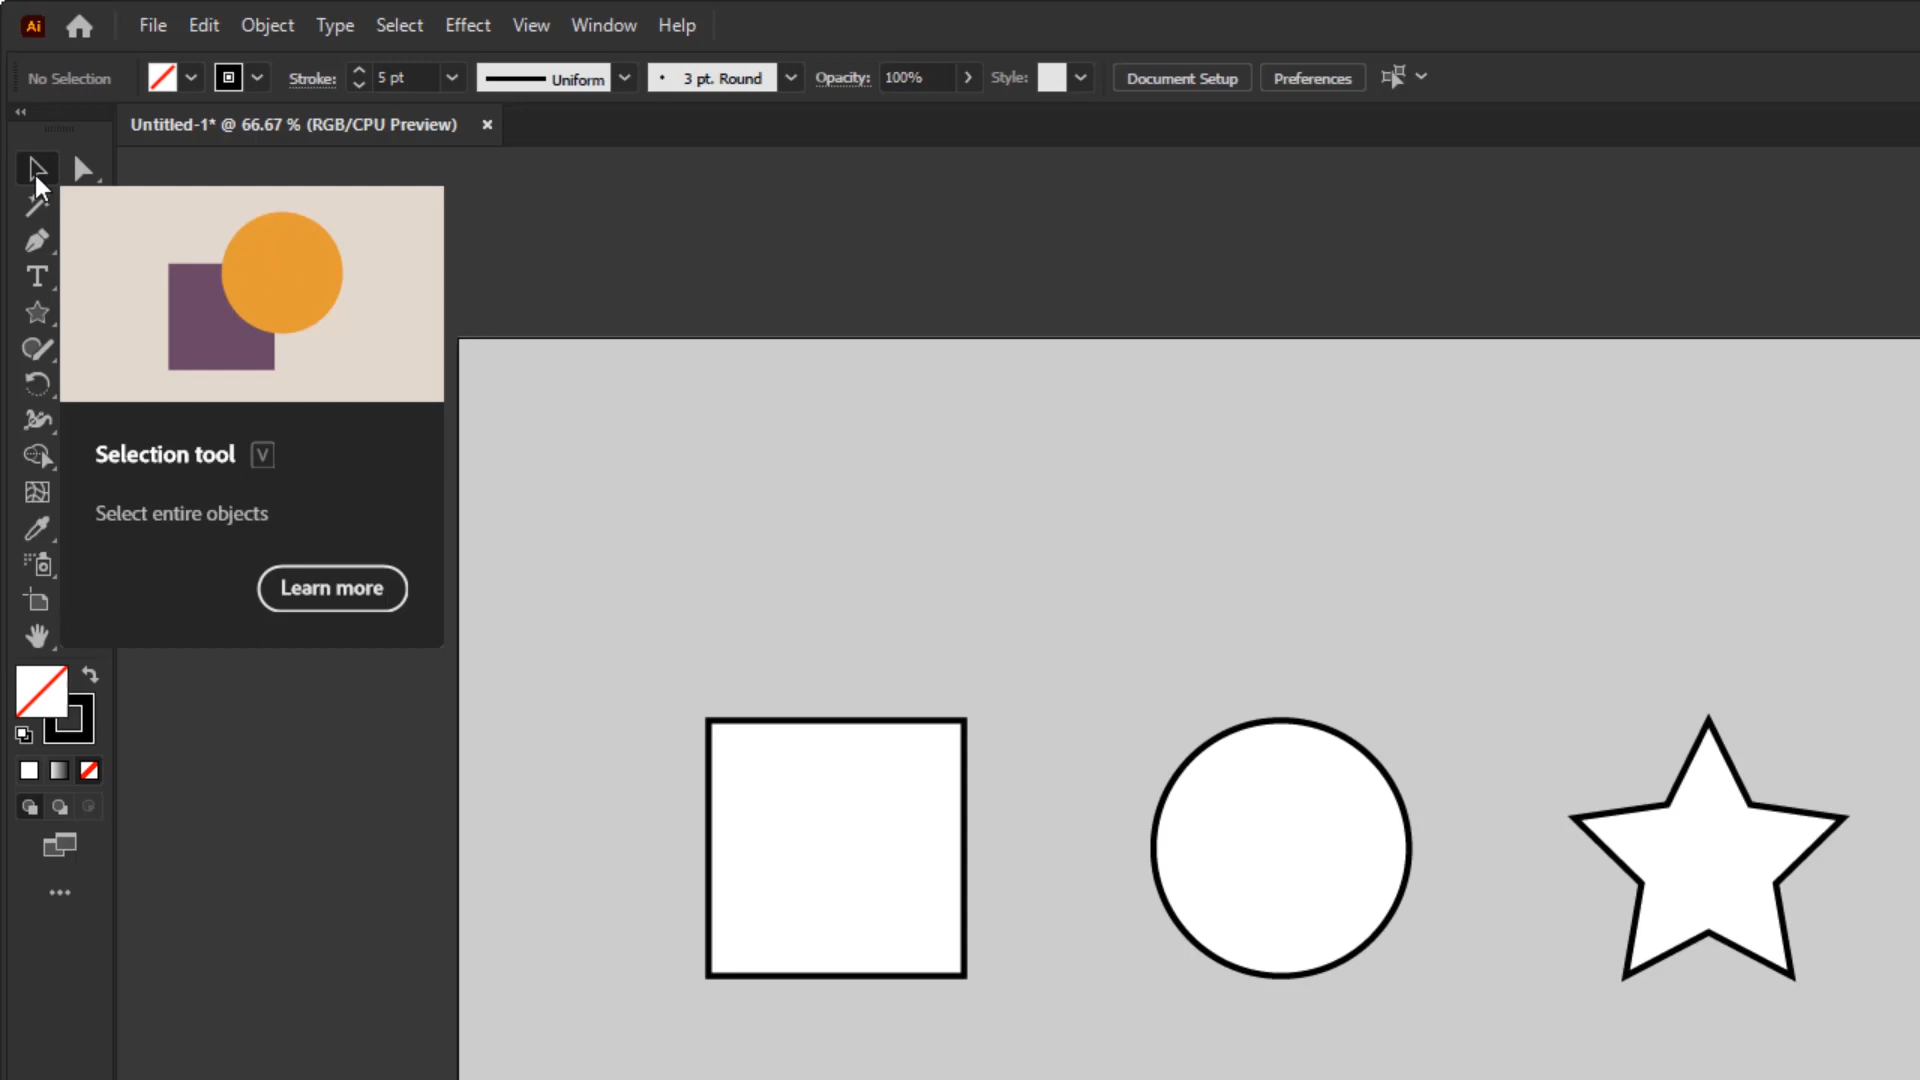 Ai File Edit Object Type Select Effect View Window Help
No Selection Stroke: 5 pt Uniform 3 pt. Round Opacity: 100% Style: Document Setup Preferences
Untitled-1* @ 66.67 % (RGB/CPU Preview) ×
T
Selection tool V
Select entire objects
Learn more